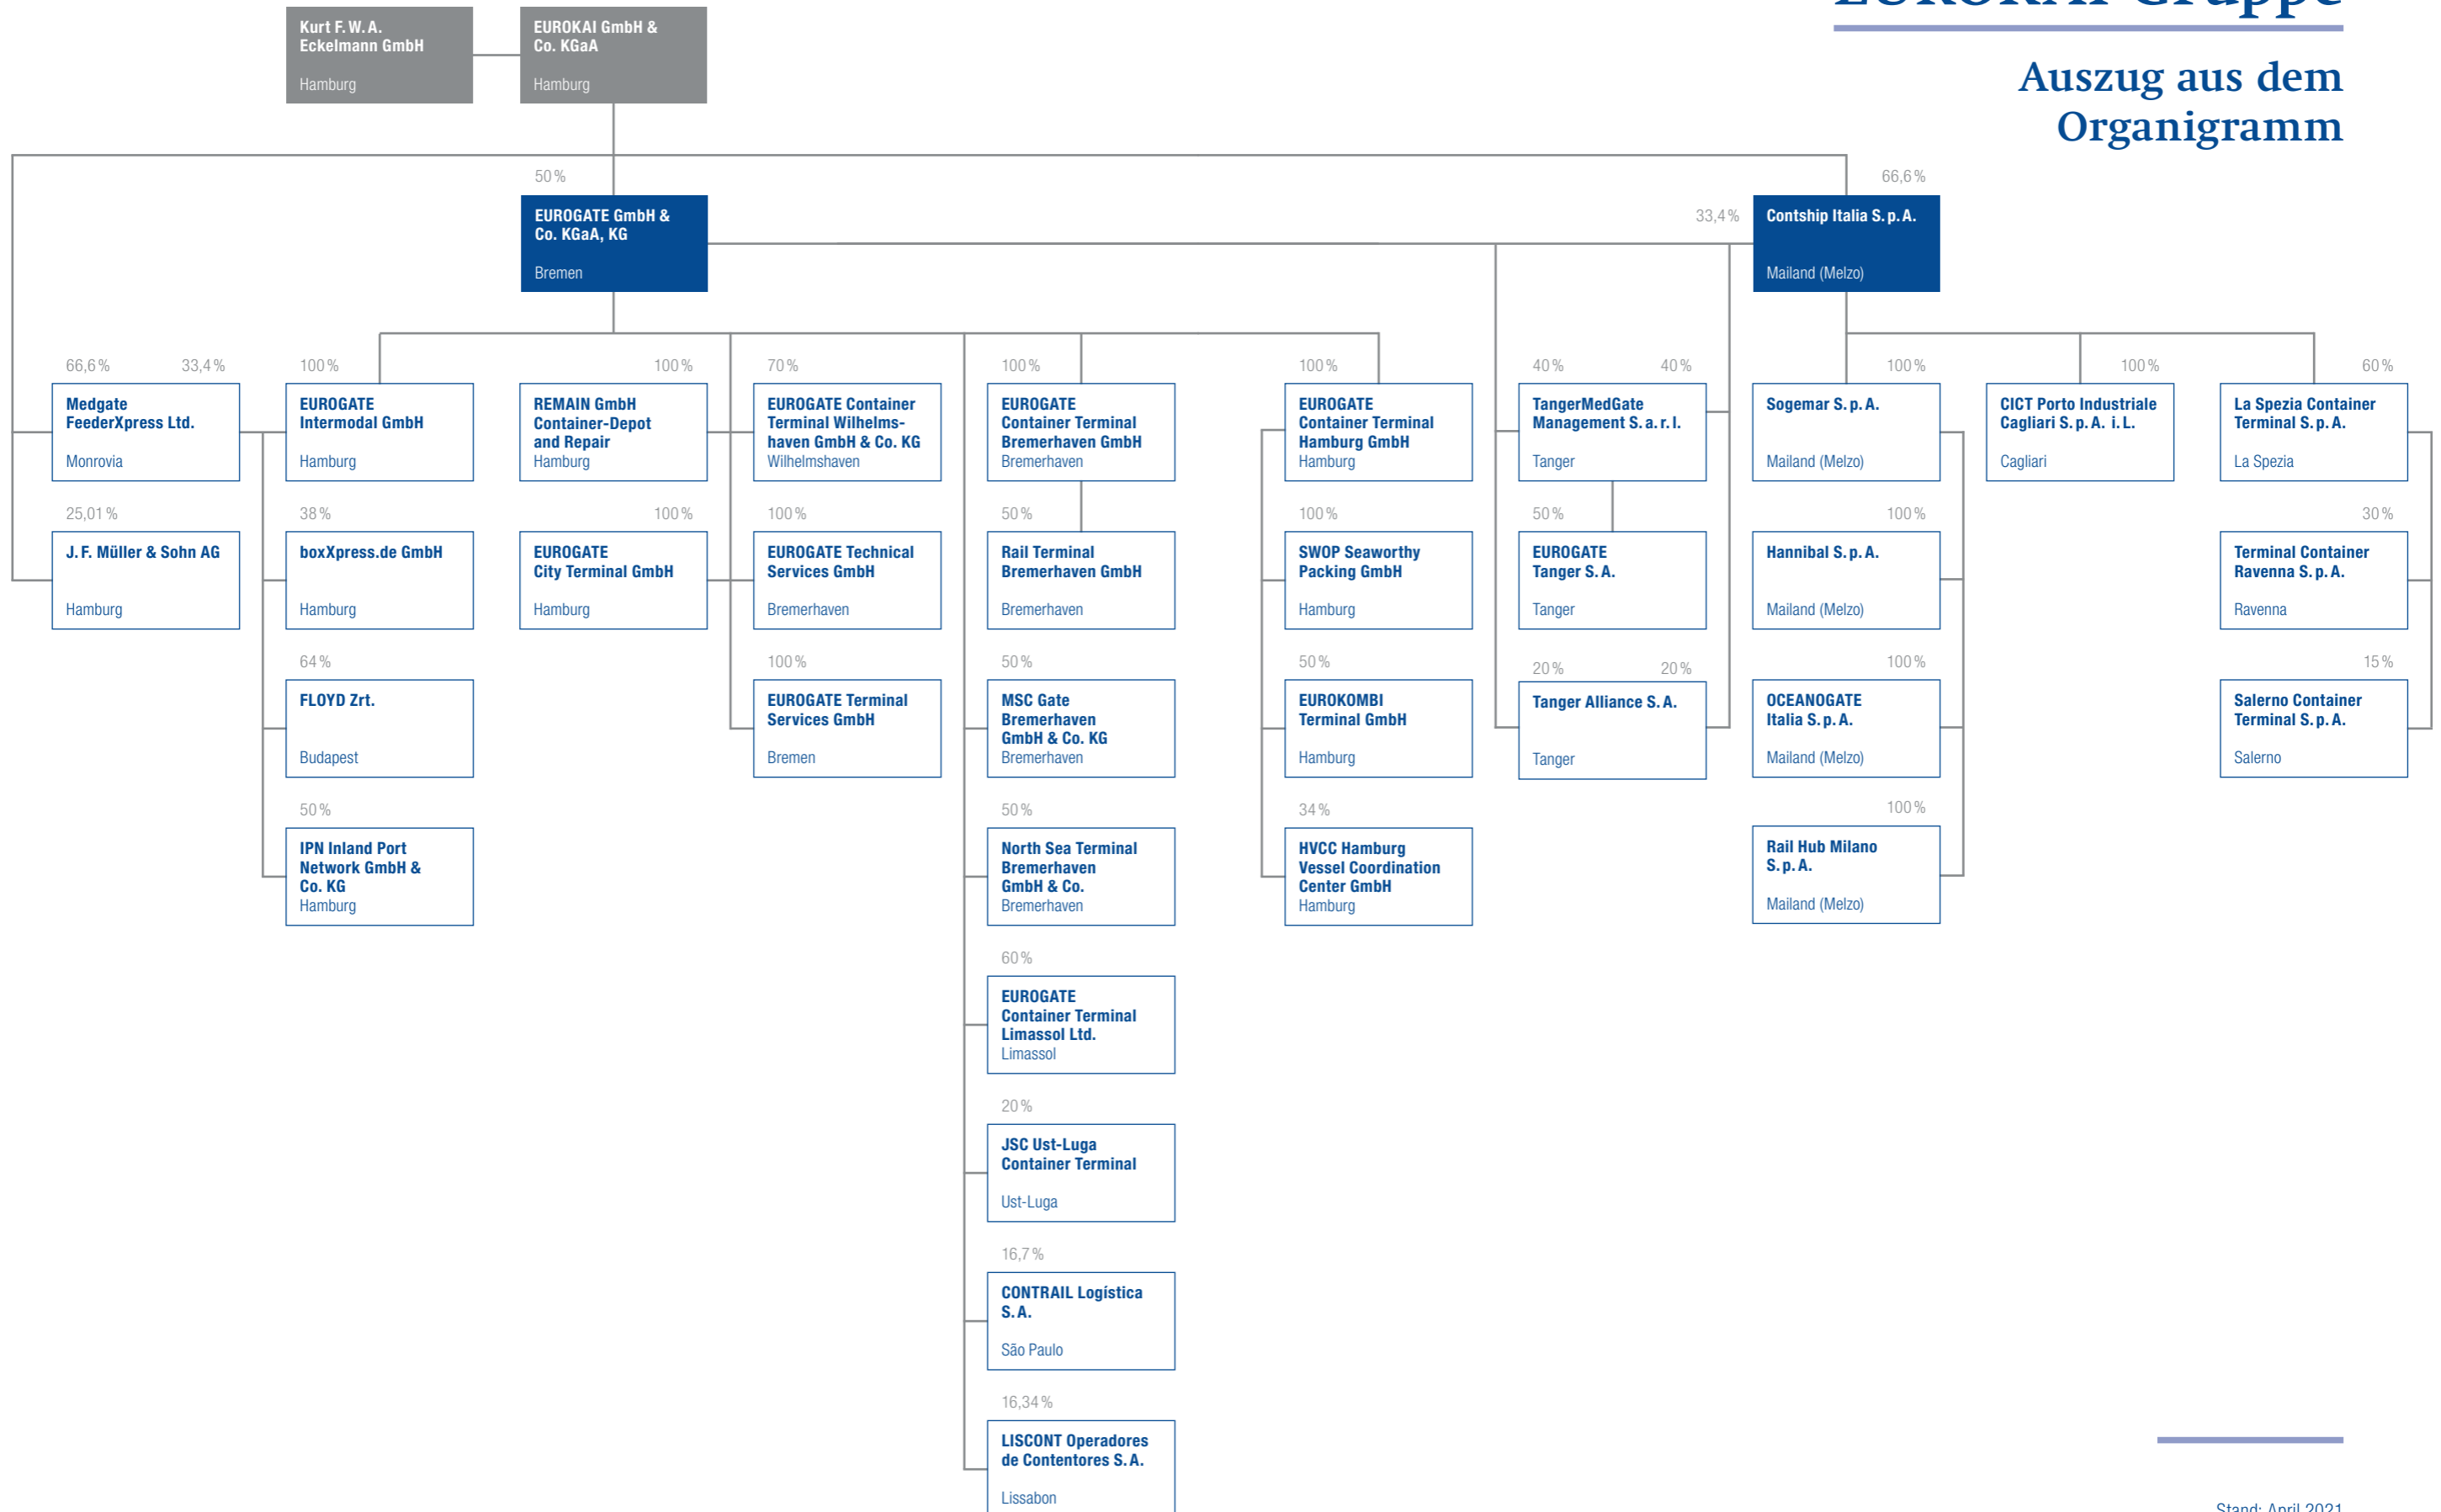 EUROKAI Gruppe
Auszug aus dem
Organigramm
Kurt F. W. A.
Eckelmann GmbH
Hamburg
EUROKAI GmbH &
Co. KGaA
Hamburg
50 %
EUROGATE GmbH &
Co. KGaA, KG
Bremen
66,6 %
33,4 %
Contship Italia S. p. A.
Mailand (Melzo)
66,6 %
33,4 %
Medgate
FeederXpress Ltd.
Monrovia
25,01 %
J. F. Müller & Sohn AG
Hamburg
100 %
EUROGATE
Intermodal GmbH
Hamburg
38 %
boxXpress.de GmbH
Hamburg
64 %
FLOYD Zrt.
Budapest
50 %
IPN Inland Port
Network GmbH &
Co. KG
Hamburg
100 %
REMAIN GmbH
Container-Depot
and Repair
Hamburg
100 %
EUROGATE
City Terminal GmbH
Hamburg
70 %
EUROGATE Container
Terminal Wilhelms-
haven GmbH & Co. KG
Wilhelmshaven
100 %
EUROGATE Technical
Services GmbH
Bremerhaven
100 %
EUROGATE Terminal
Services GmbH
Bremen
100 %
EUROGATE
Container Terminal
Bremerhaven GmbH
Bremerhaven
50 %
Rail Terminal
Bremerhaven GmbH
Bremerhaven
50 %
MSC Gate
Bremerhaven
GmbH & Co. KG
Bremerhaven
50 %
North Sea Terminal
Bremerhaven
GmbH & Co.
Bremerhaven
60 %
EUROGATE
Container Terminal
Limassol Ltd.
Limassol
20 %
JSC Ust-Luga
Container Terminal
Ust-Luga
16,7 %
CONTRAIL Logística
S. A.
São Paulo
16,34 %
LISCONT Operadores
de Contentores S. A.
Lissabon
100 %
EUROGATE
Container Terminal
Hamburg GmbH
Hamburg
100 %
SWOP Seaworthy
Packing GmbH
Hamburg
50 %
EUROKOMBI
Terminal GmbH
Hamburg
34 %
HVCC Hamburg
Vessel Coordination
Center GmbH
Hamburg
40 %
40 %
TangerMedGate
Management S. a. r. l.
Tanger
50 %
EUROGATE
Tanger S. A.
Tanger
20 %
20 %
Tanger Alliance S. A.
Tanger
100 %
Sogemar S. p. A.
Mailand (Melzo)
100 %
Hannibal S. p. A.
Mailand (Melzo)
100 %
OCEANOGATE
Italia S. p. A.
Mailand (Melzo)
100 %
Rail Hub Milano
S. p. A.
Mailand (Melzo)
100 %
CICT Porto Industriale
Cagliari S. p. A. i. L.
Cagliari
60 %
La Spezia Container
Terminal S. p. A.
La Spezia
30 %
Terminal Container
Ravenna S. p. A.
Ravenna
15 %
Salerno Container
Terminal S. p. A.
Salerno
Stand: April 2021